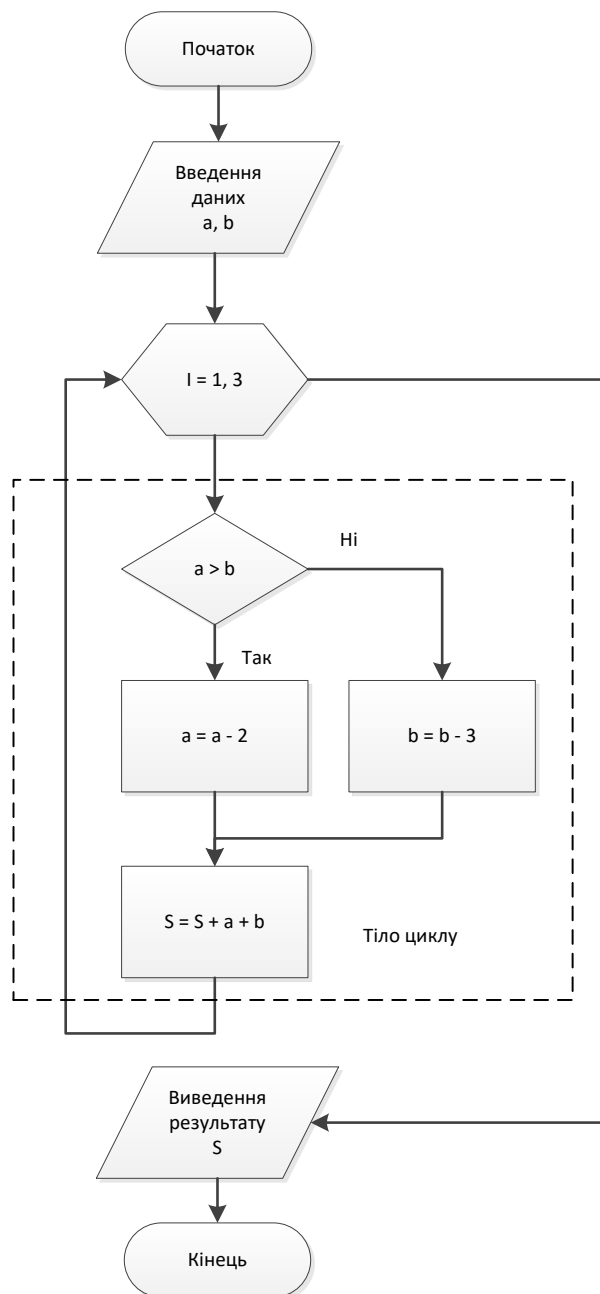 Початок
Введення
даних
a, b
I = 1, 3
a > b
Ні
Так
a = a - 2
b = b - 3
S = S + a + b
Тіло циклу
Виведення
результату
S
Кінець